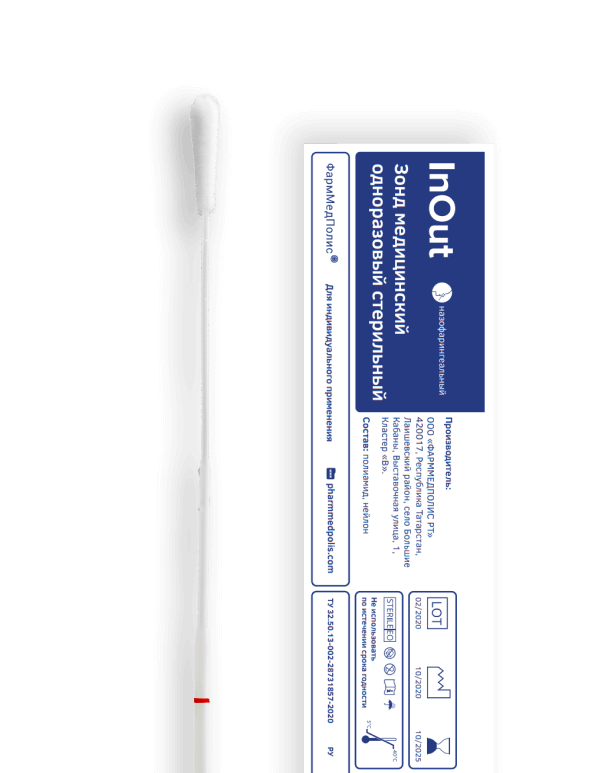 InOut
назофарингеальный
Зонд медицинский
одноразовый стерильный
Производитель:
ООО «ФАРММЕДПОЛИС РТ»
420017, Республика Татарстан,
Лаишевский район, село Большие
Кабаны, Выставочная улица, 1,
Кластер «В».
Состав: полиамид, нейлон
LOT
02/2020
10/2020
10/2025
STERILE EO
Не использовать
по истечении срока годности
5°C
40°C
ФармМедПолис
Для индивидуального применения
pharmmedpolis.com
ТУ 32.50.13-002-28731857-2020
РУ